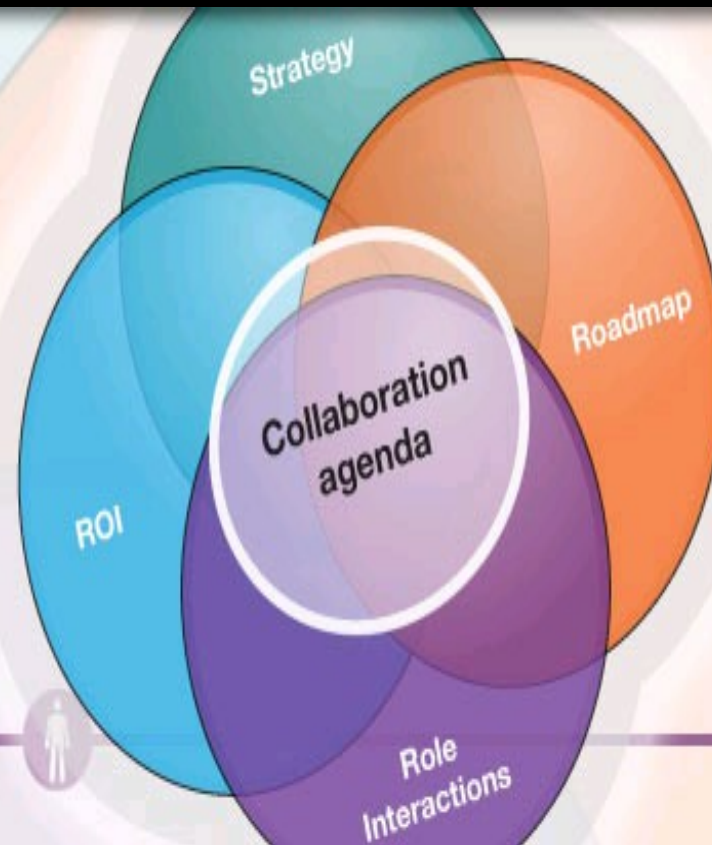 Strategy
Roadmap
Collaboration
agenda
ROI
Role
Interactions